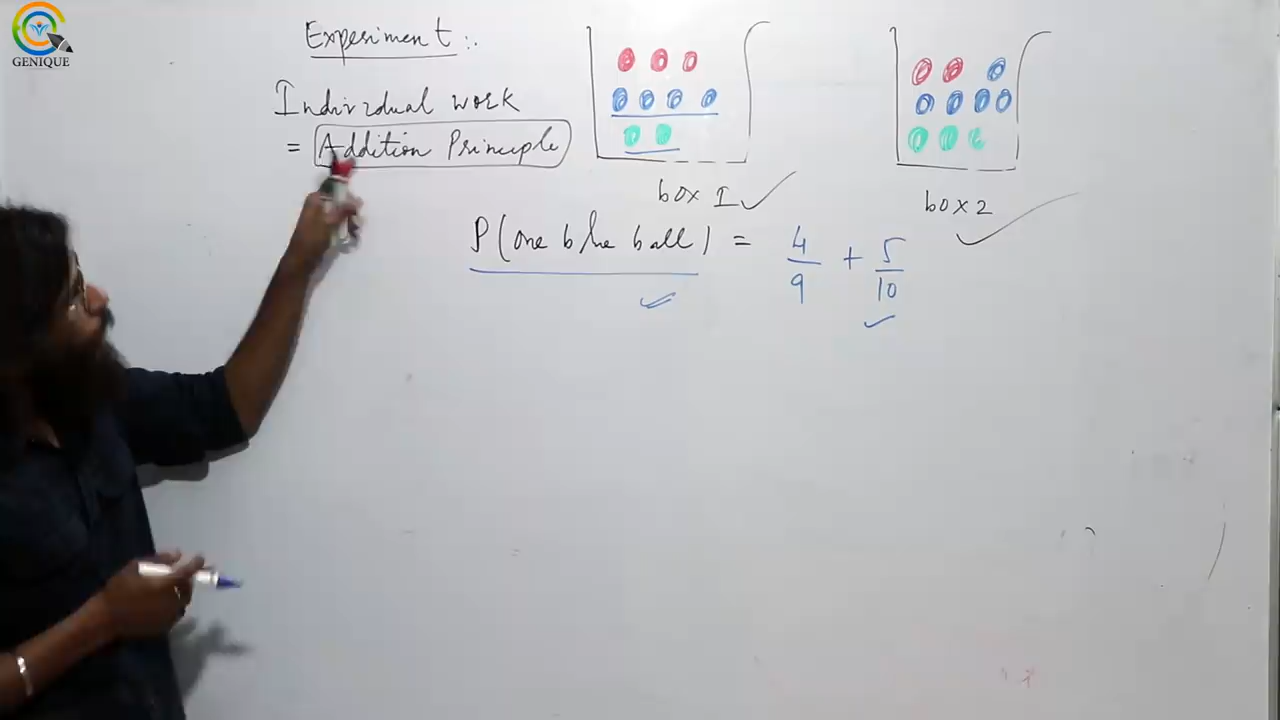 GENIQUE
Experiment :.
Individual work
= Addition Principle
box 1
box 2
P(one blue ball) = 4/9 + 5/10